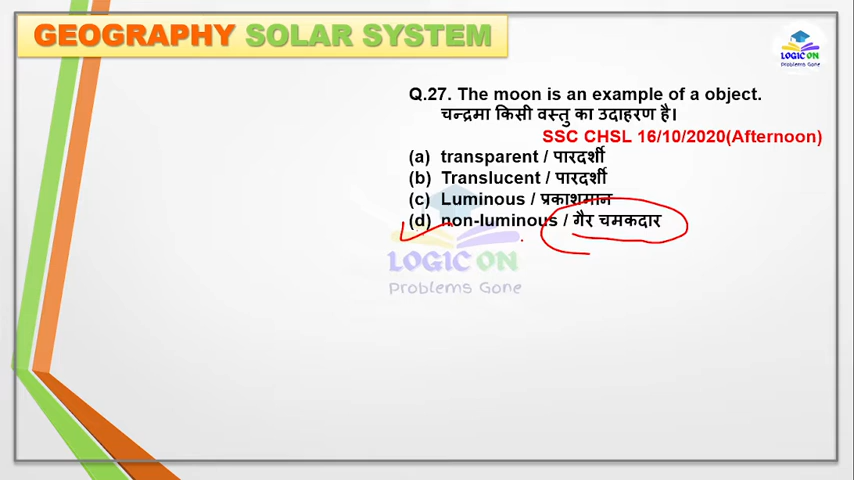 GEOGRAPHY SOLAR SYSTEM
LOGIC ON
Problems Gone
Q.27. The moon is an example of a object.
चन्द्रमा किसी वस्तु का उदाहरण है।
SSC CHSL 16/10/2020(Afternoon)
(a) transparent / पारदर्शी
(b) Translucent / पारदर्शी
(c) Luminous / प्रकाशमान
(d) non-luminous / गैर चमकदार
LOGIC ON
Problems Gone